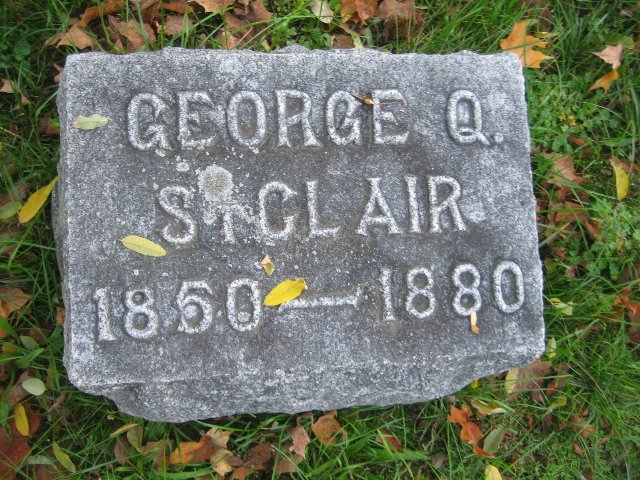 GEORGE Q.
ST CLAIR
1850 — 1880